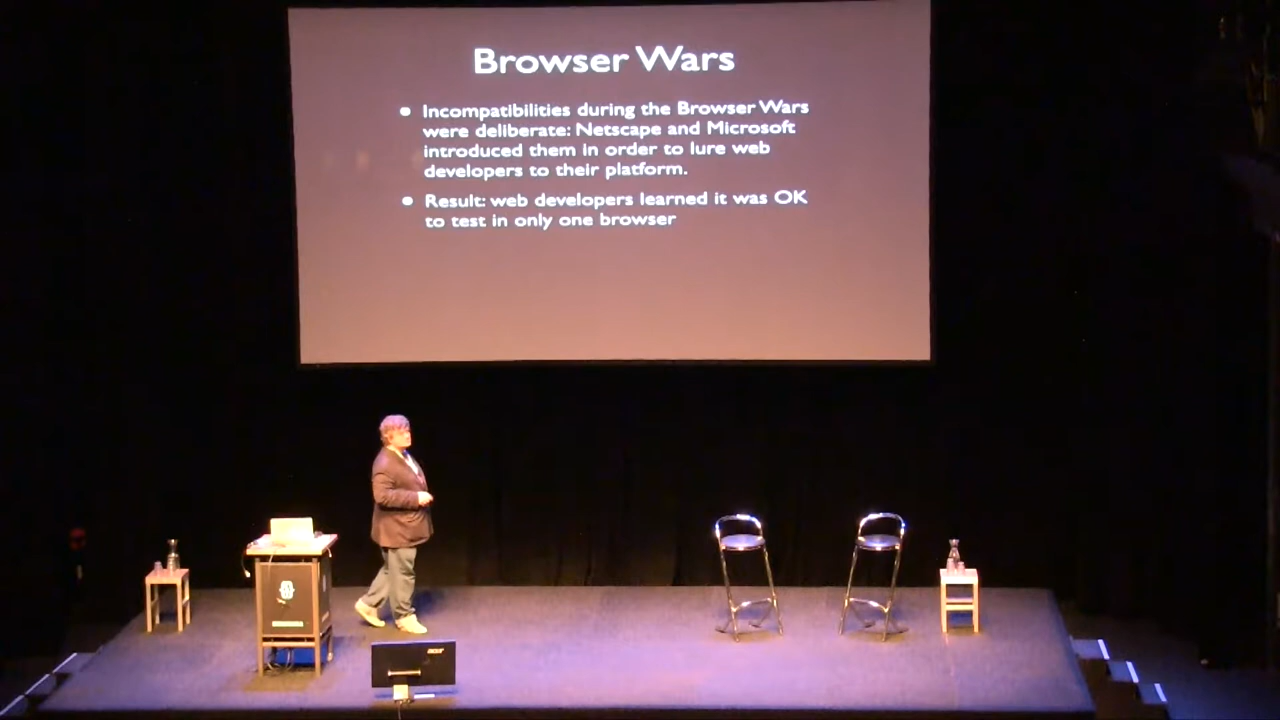 Browser Wars
• Incompatibilities during the Browser Wars
were deliberate: Netscape and Microsoft
introduced them in order to lure web
developers to their platform.
• Result: web developers learned it was OK
to test in only one browser
acer